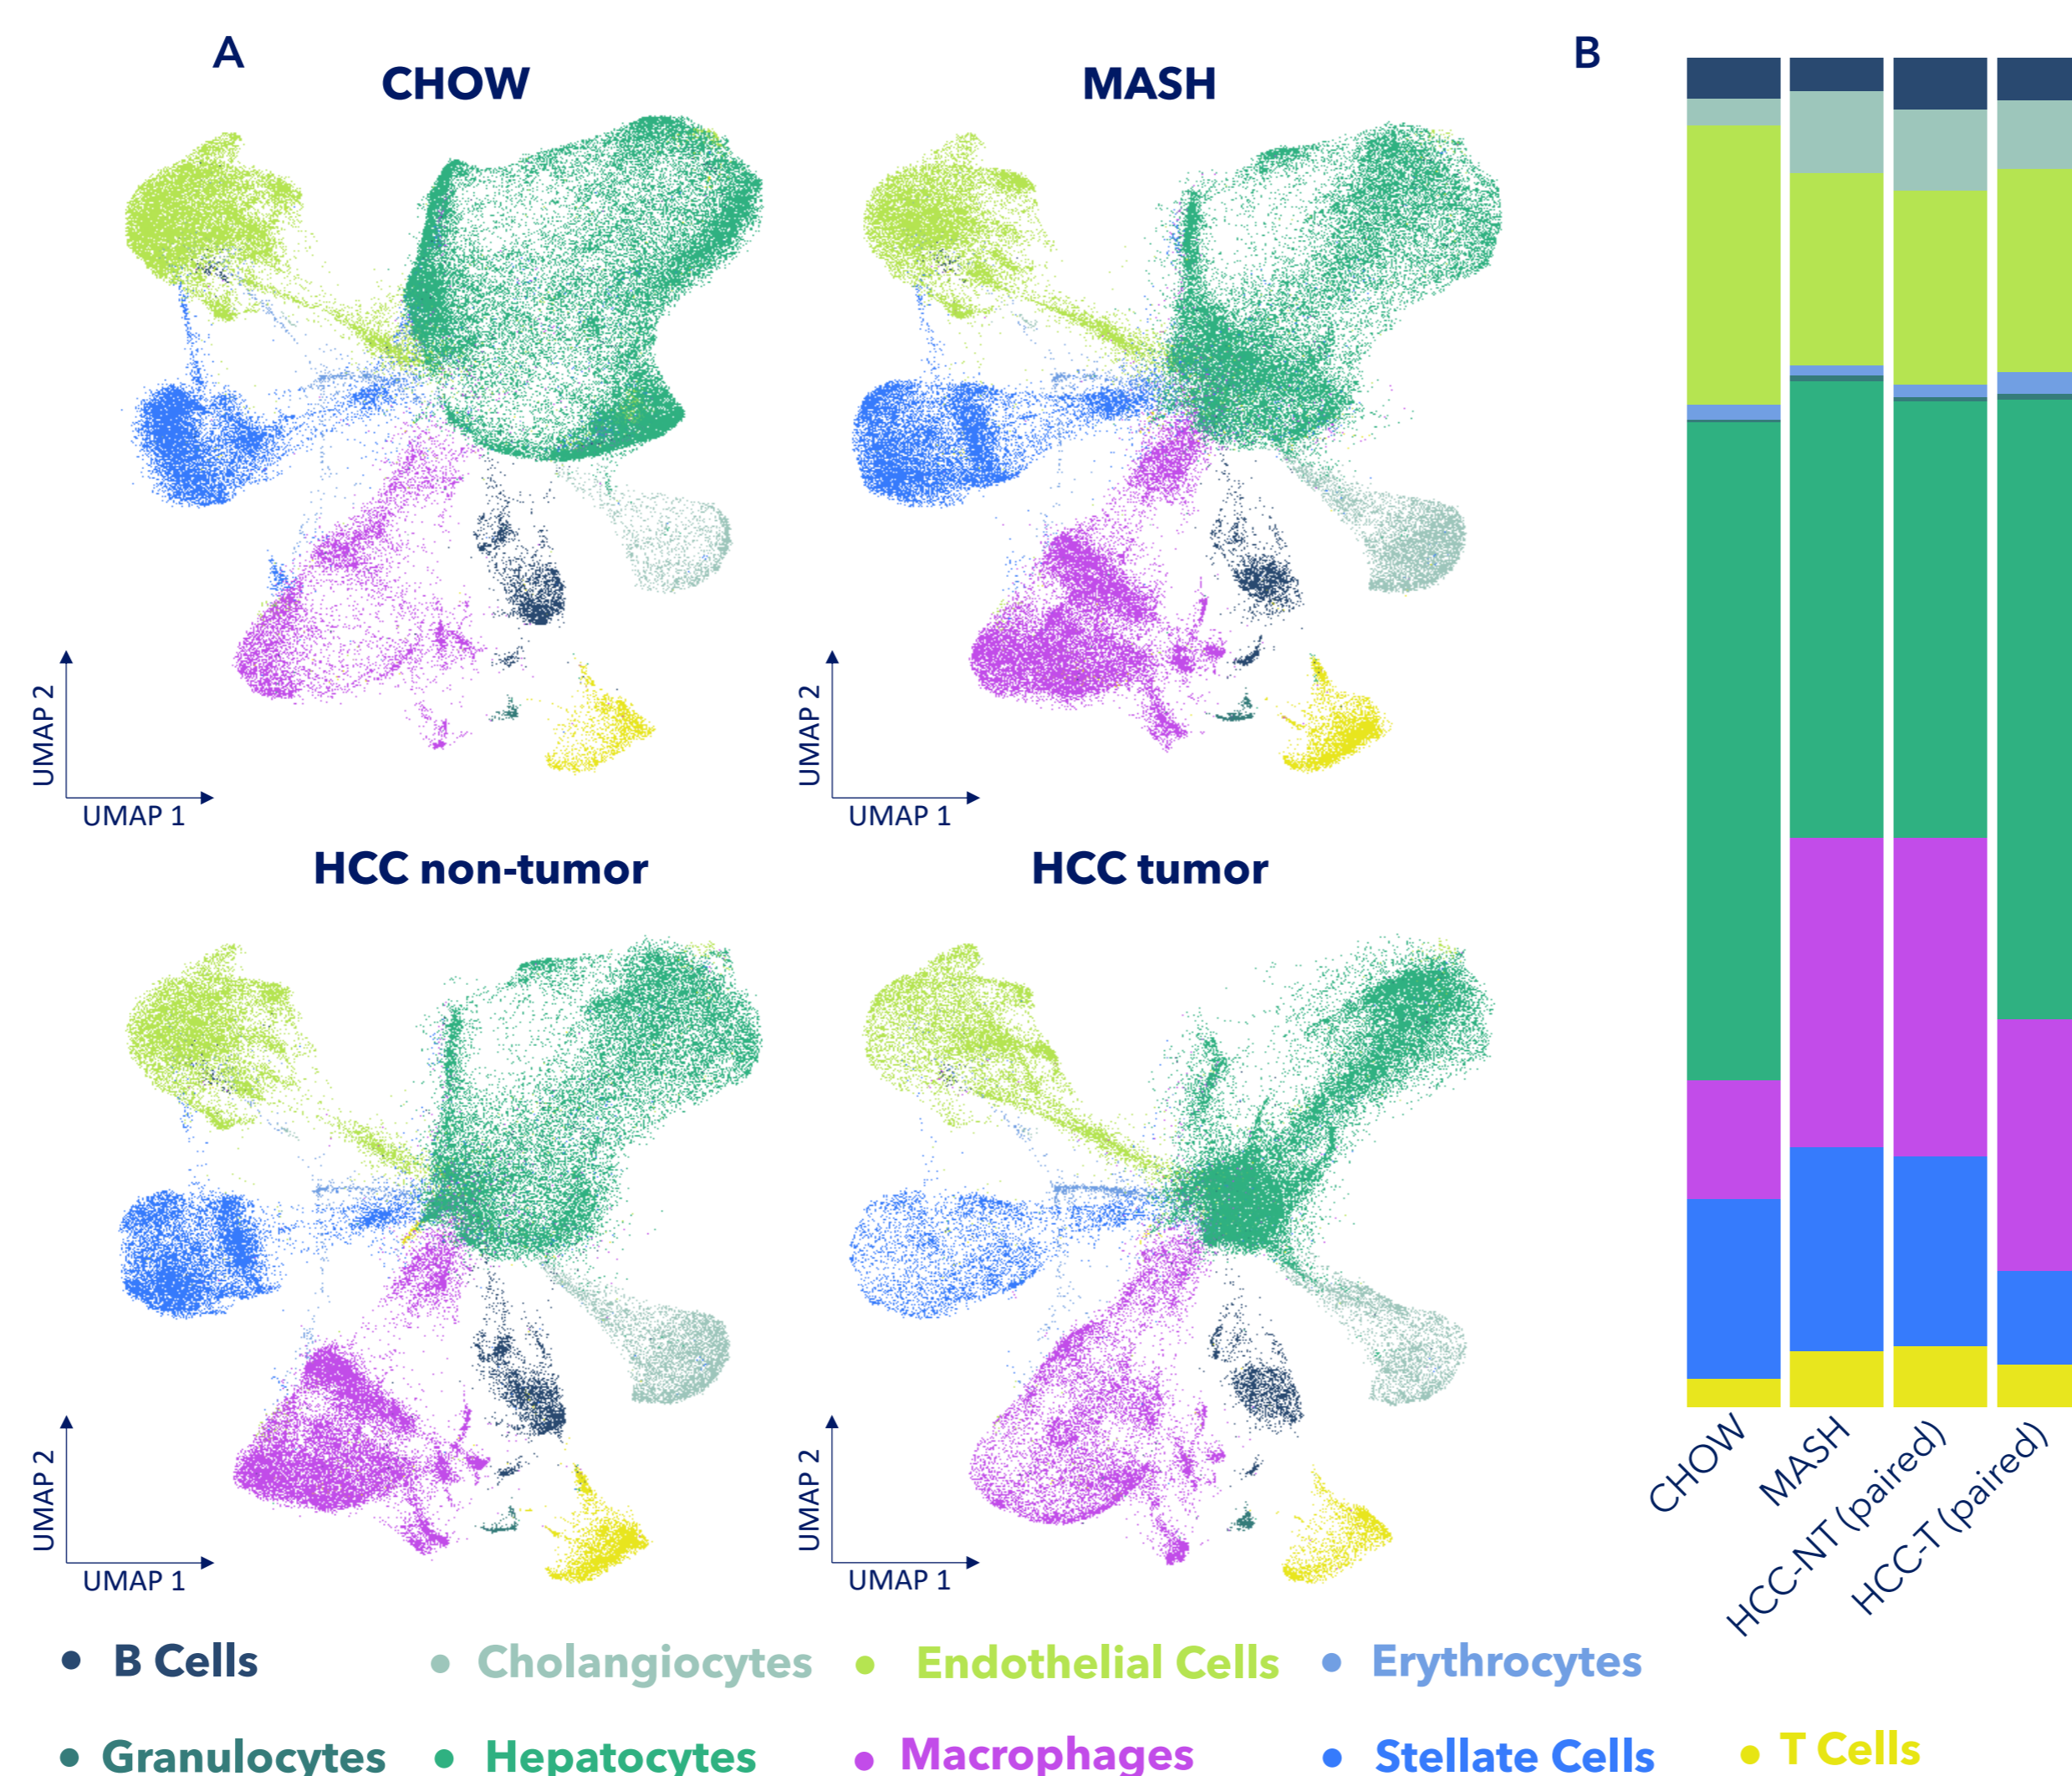 A
B
CHOW
MASH
UMAP 2
UMAP 1
UMAP 2
UMAP 1
HCC non-tumor
HCC tumor
UMAP 2
UMAP 1
UMAP 2
UMAP 1
CHOW
MASH
HCC-NT (paired)
HCC-T (paired)
B Cells
Cholangiocytes
Endothelial Cells
Erythrocytes
Granulocytes
Hepatocytes
Macrophages
Stellate Cells
T Cells